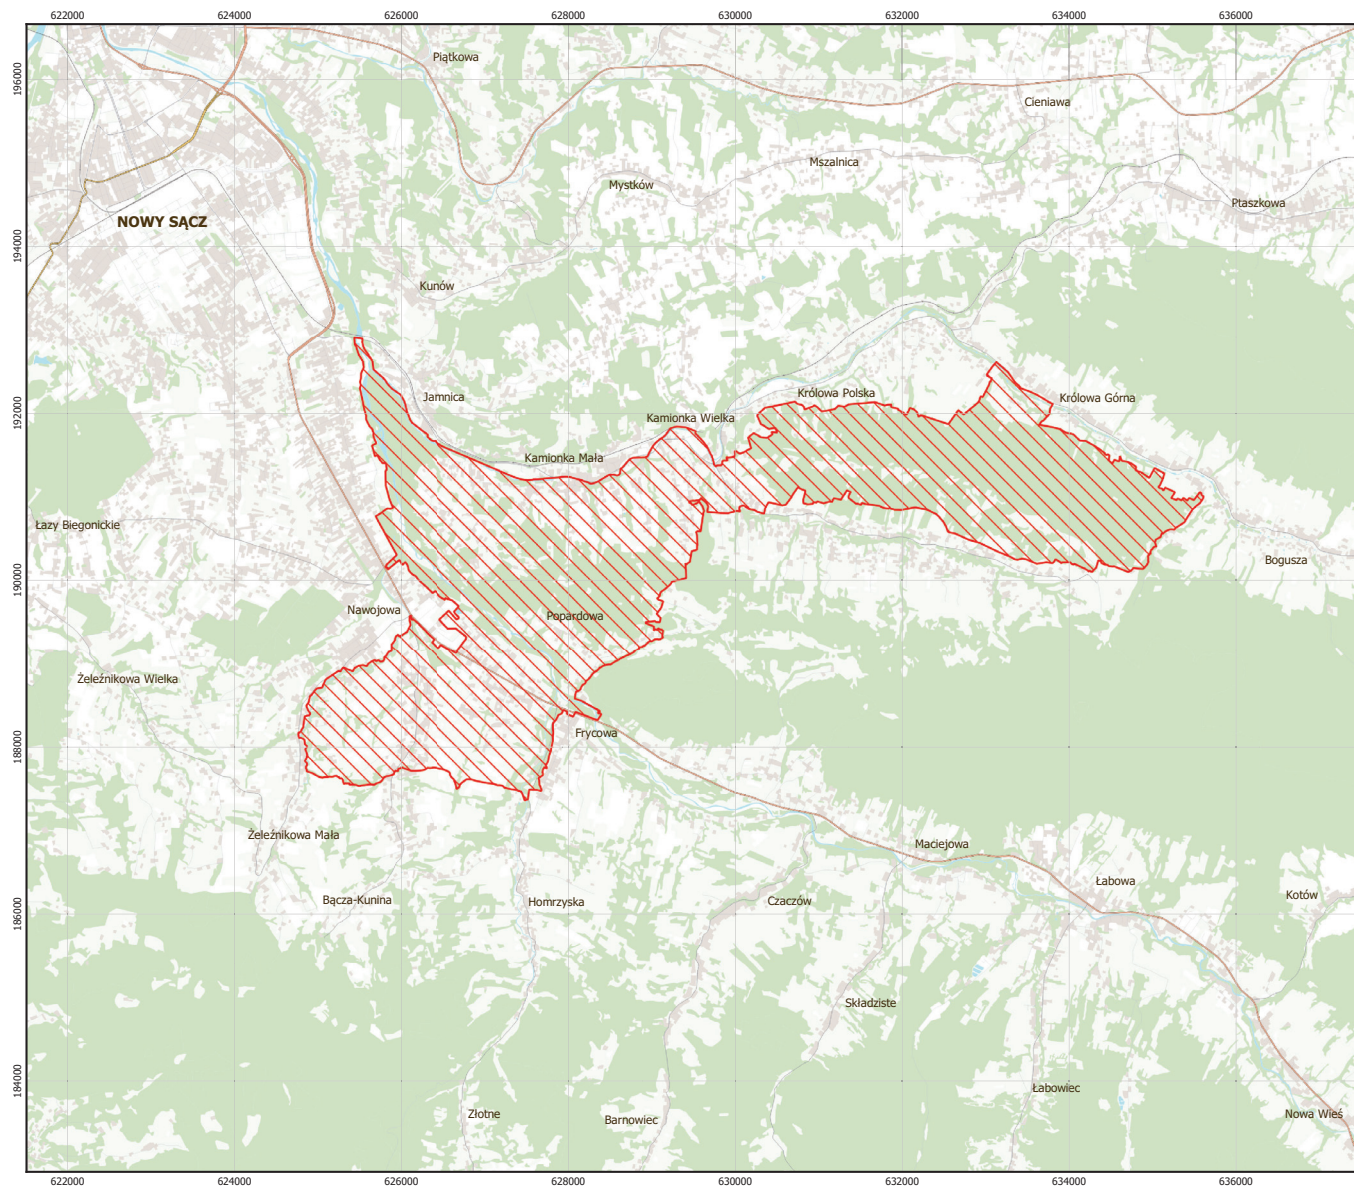 622000 624000 626000 628000 630000 632000 634000 636000
196000
194000
192000
190000
188000
186000
184000
Piątkowa
Cieniawa
Mszalnica
Mystków
Ptaszkowa
NOWY SĄCZ
Kunów
Jamnica
Królowa Polska
Królowa Górna
Kamionka Wielka
Kamionka Mała
Łazy Biegonickie
Bogusza
Nawojowa
Popardowa
Żeleźnikowa Wielka
Frycowa
Żeleźnikowa Mała
Maciejowa
Łabowa
Bącza-Kunina
Homrzyska
Czaczów
Kotów
Składziste
Łabowiec
Złotne
Barnowiec
Nowa Wieś
622000 624000 626000 628000 630000 632000 634000 636000